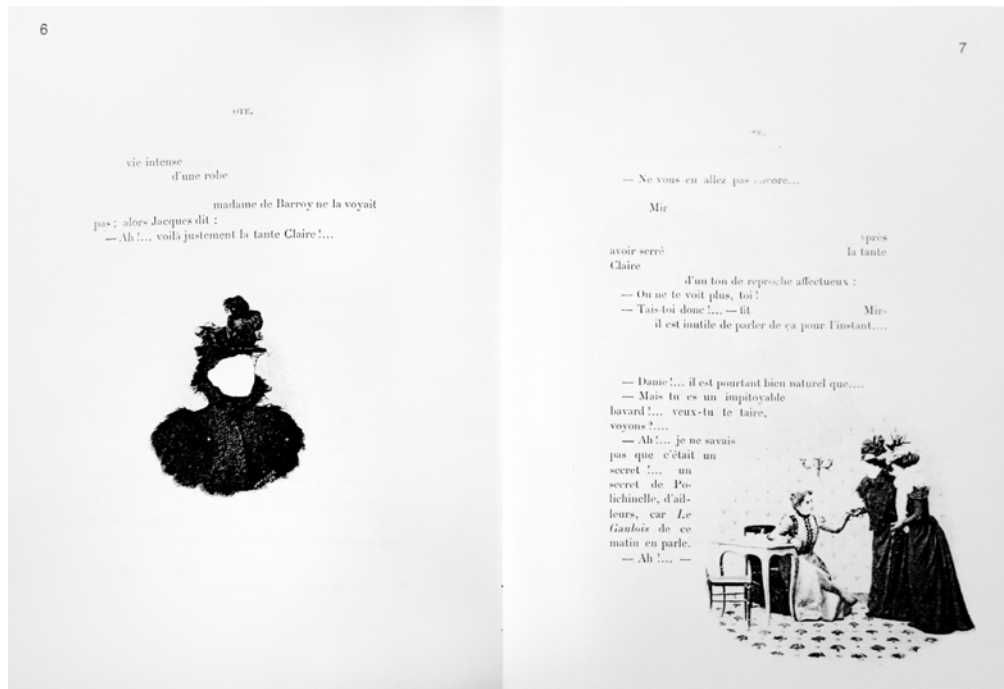 6
OTE.
vie intense
d'une robe
madame de Barroy ne la voyait
pas ; alors Jacques dit :
— Ah !... voilà justement la tante Claire !...
7
TE.
— Ne vous en allez pas encore...
Mir
près
avoir serré la tante
Claire
d'un ton de reproche affectueux :
— On ne te voit plus, toi !
— Tais-toi donc !... — fit Mir-
il est inutile de parler de ça pour l'instant....
— Dame !... il est pourtant bien naturel que....
— Mais tu es un impitoyable
bavard !... veux-tu te taire,
voyons ?....
— Ah !... je ne savais
pas que c'était un
secret !... un
secret de Po-
lichinelle, d'ail-
leurs, car Le
Gaulois de ce
matin en parle.
— Ah !... —